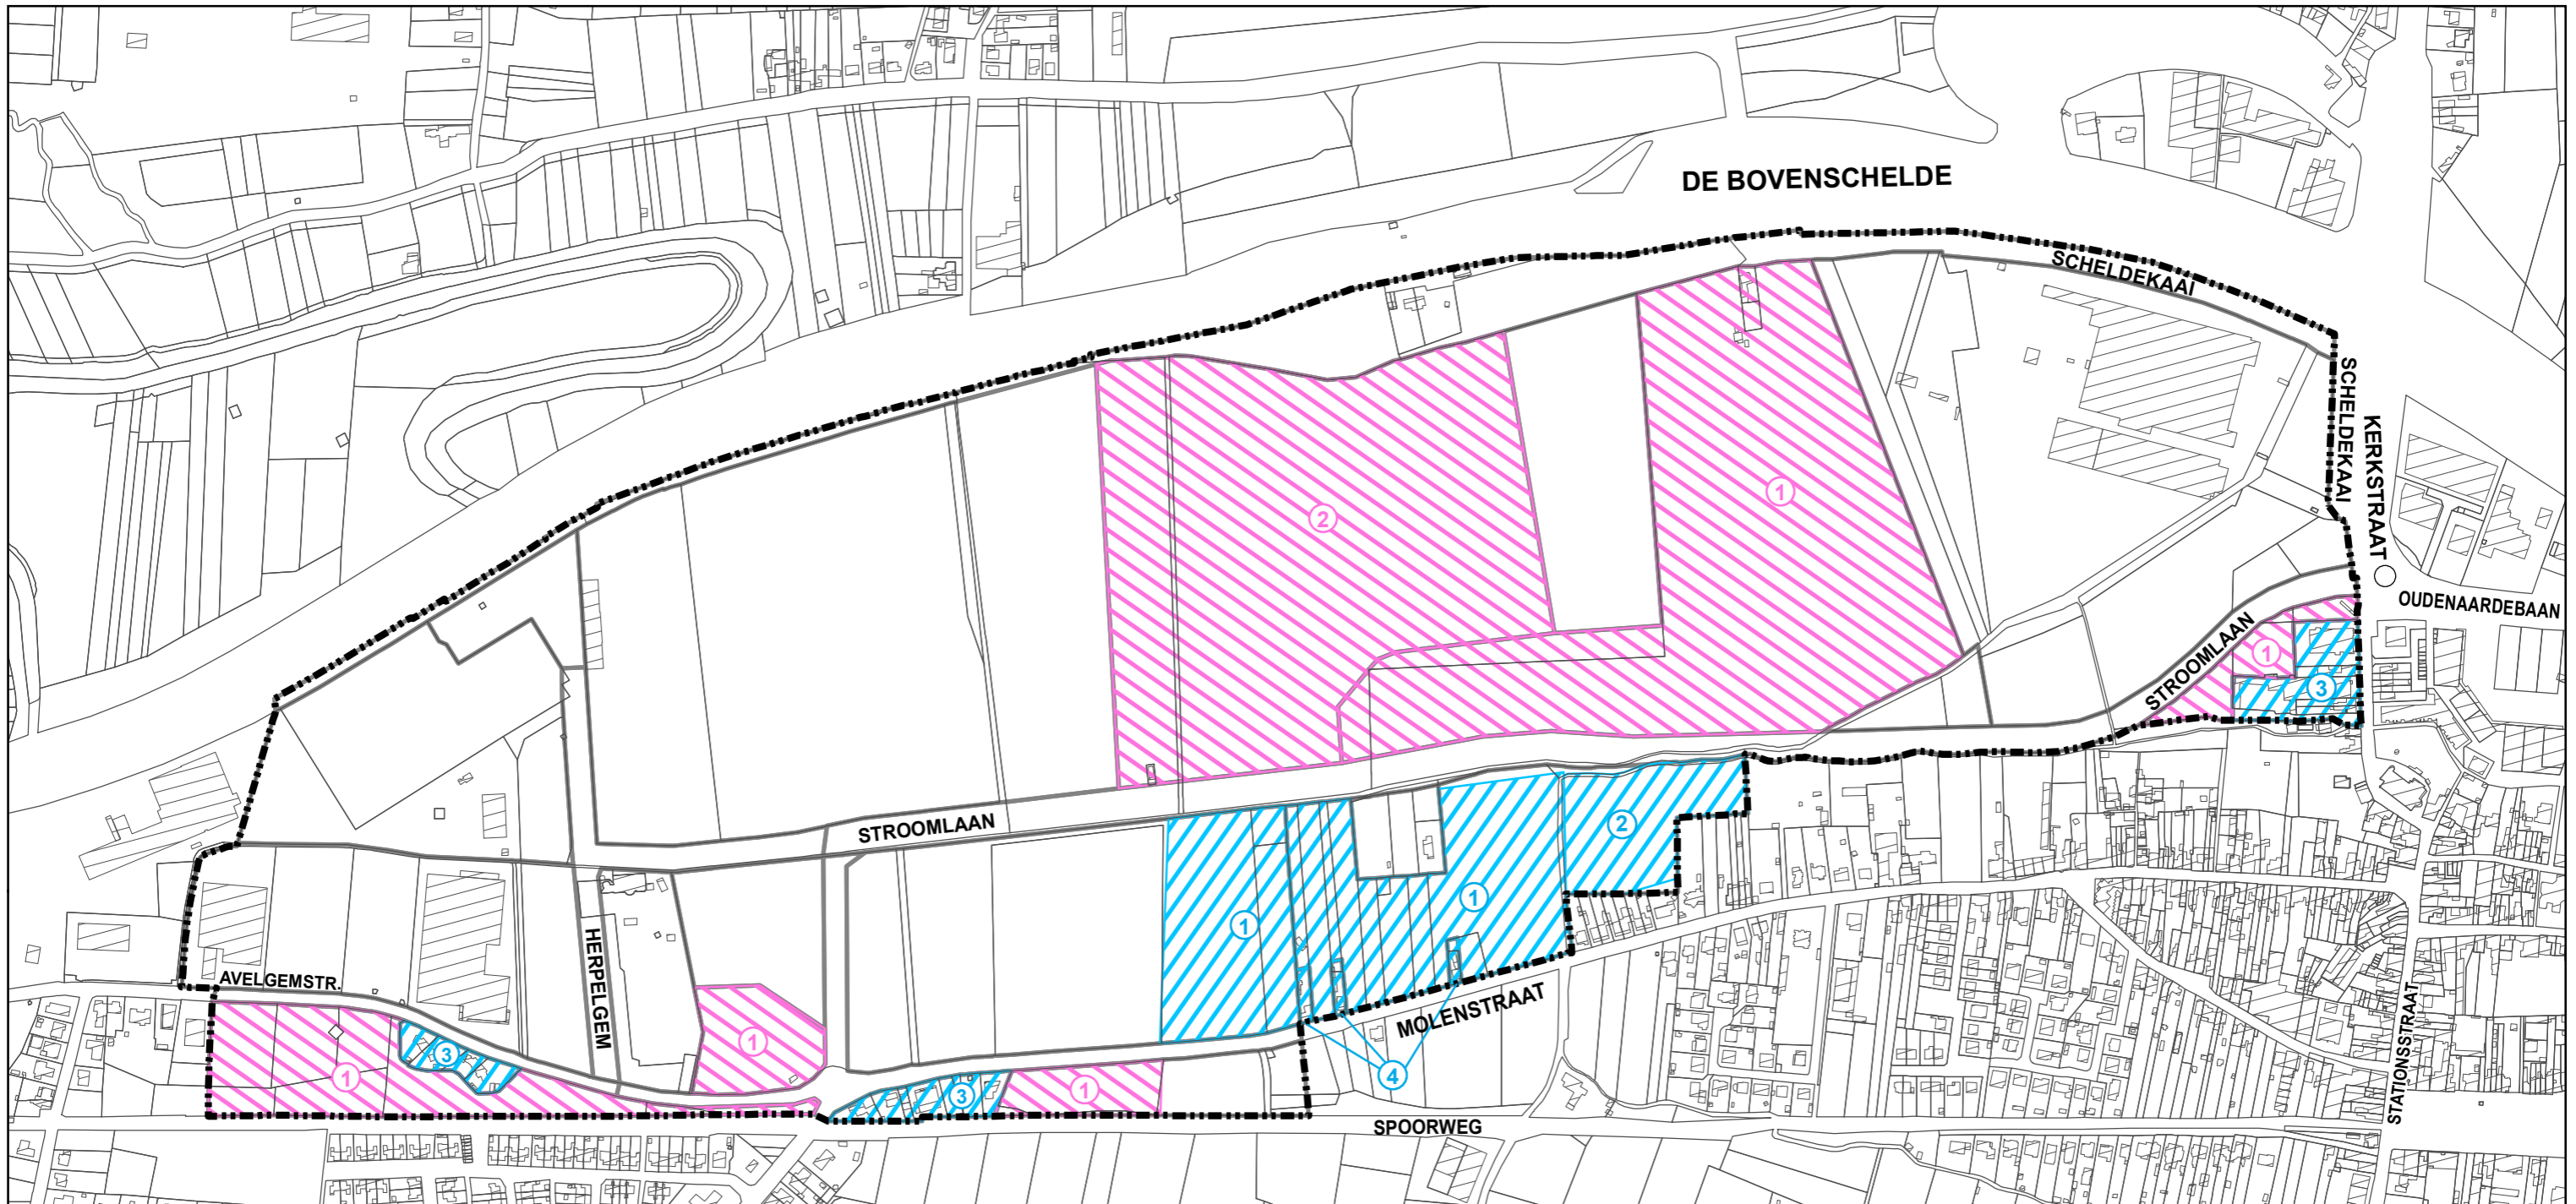 DE BOVENSCHELDE
SCHELDEKAAI
SCHELDEKAAI
KERKSTRAAT
1
2
OUDENAARDEBAAN
STROOMLAAN
1
3
STROOMLAAN
2
1
1
HERPELGEM
AVELGEMSTR.
MOLENSTRAAT
1
3
1
4
1
3
STATIONSSTRAAT
SPOORWEG